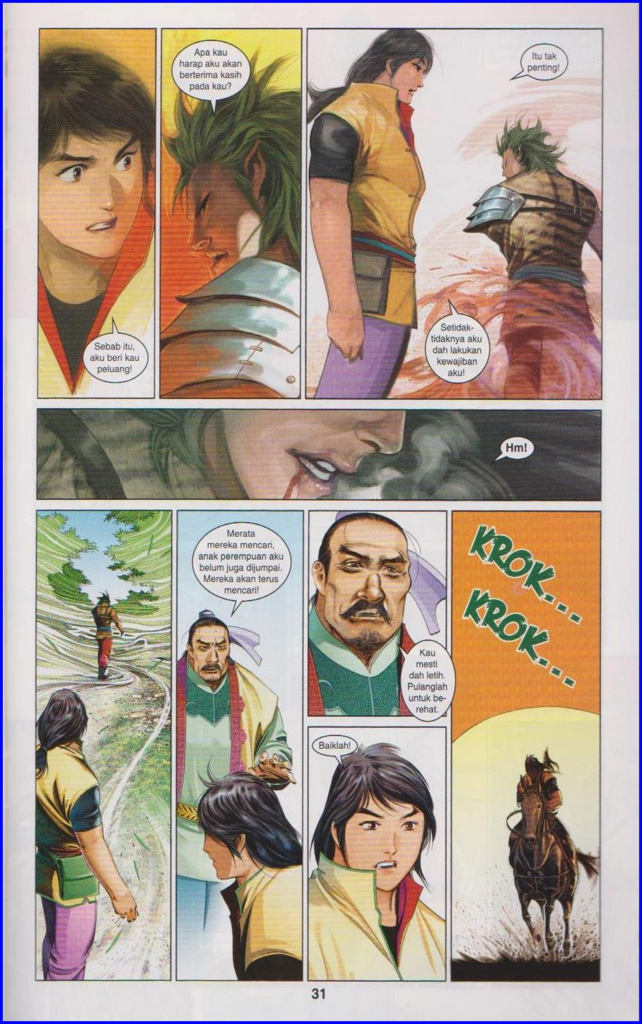 Sebab itu,
aku beri kau
peluang!
Apa kau
harap aku akan
berterima kasih
pada kau?
Itu tak
penting!
Setidak-
tidaknya aku
dah lakukan
kewajiban
aku!
Hm!
Merata
mereka mencari,
anak perempuan aku
belum juga dijumpai.
Mereka akan terus
mencari!
Kau
mesti
dah letih.
Pulanglah
untuk be-
rehat.
Baiklah!
KROK...
KROK...
31